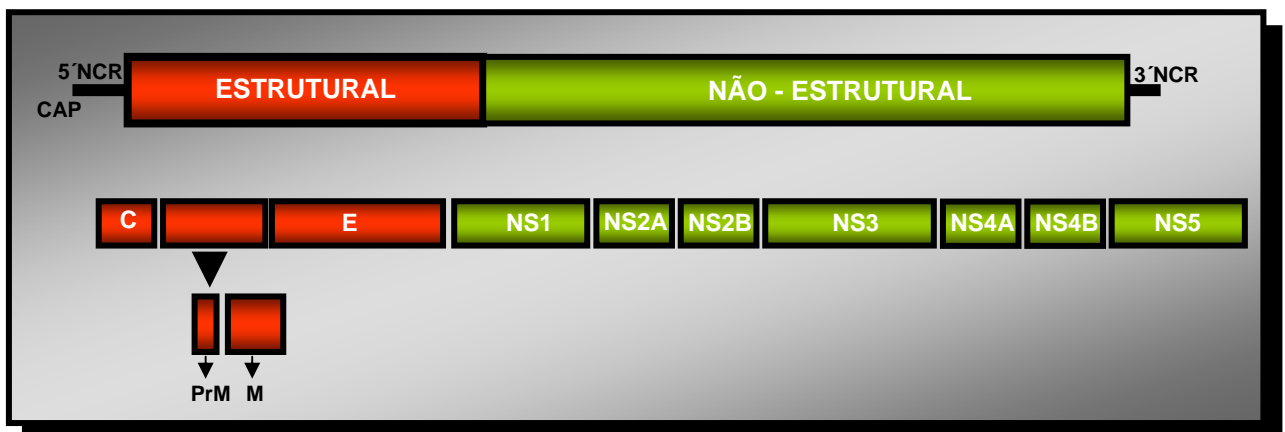 5´NCR ESTRUTURAL NÃO - ESTRUTURAL 3´NCR
CAP
C E NS1 NS2A NS2B NS3 NS4A NS4B NS5
PrM M